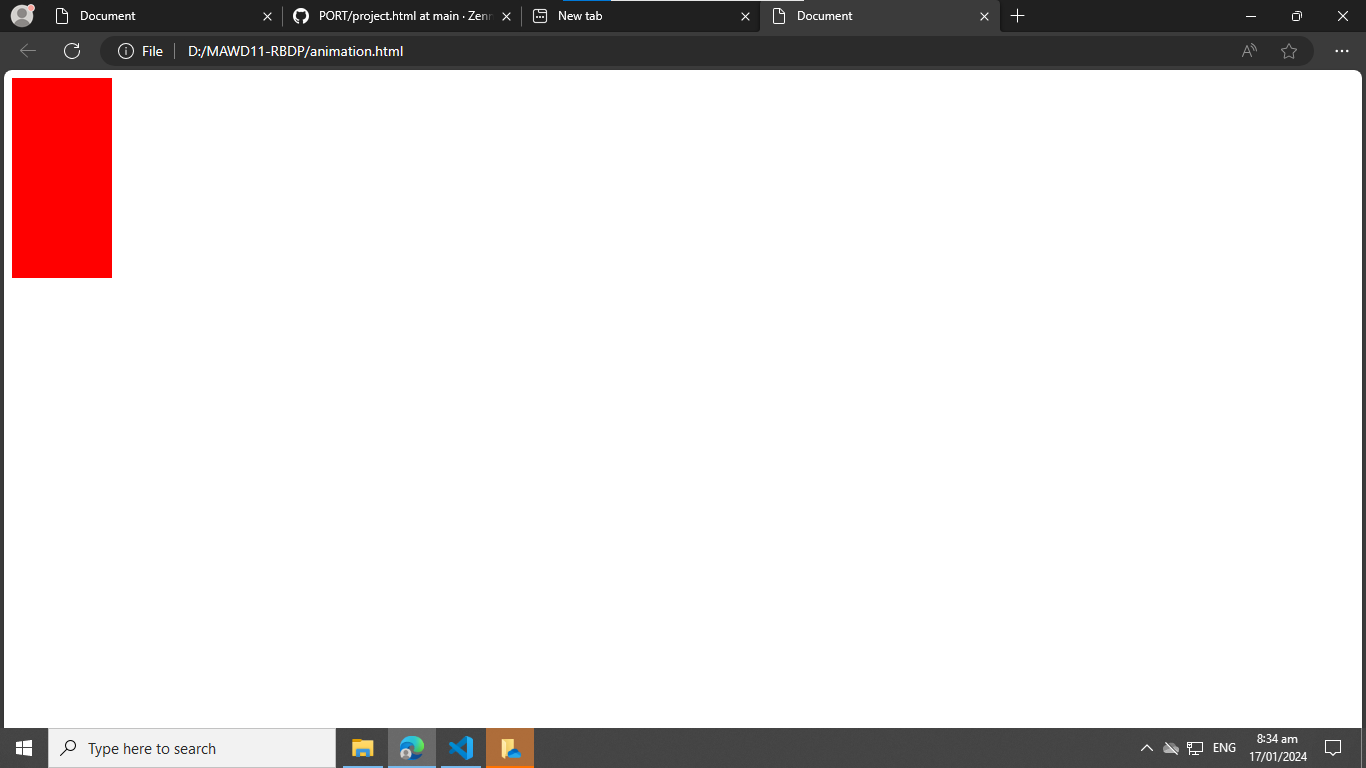 Document
PORT/project.html at main · Zenn
New tab
Document
File
D:/MAWD11-RBDP/animation.html
Type here to search
ENG
8:34 am
17/01/2024